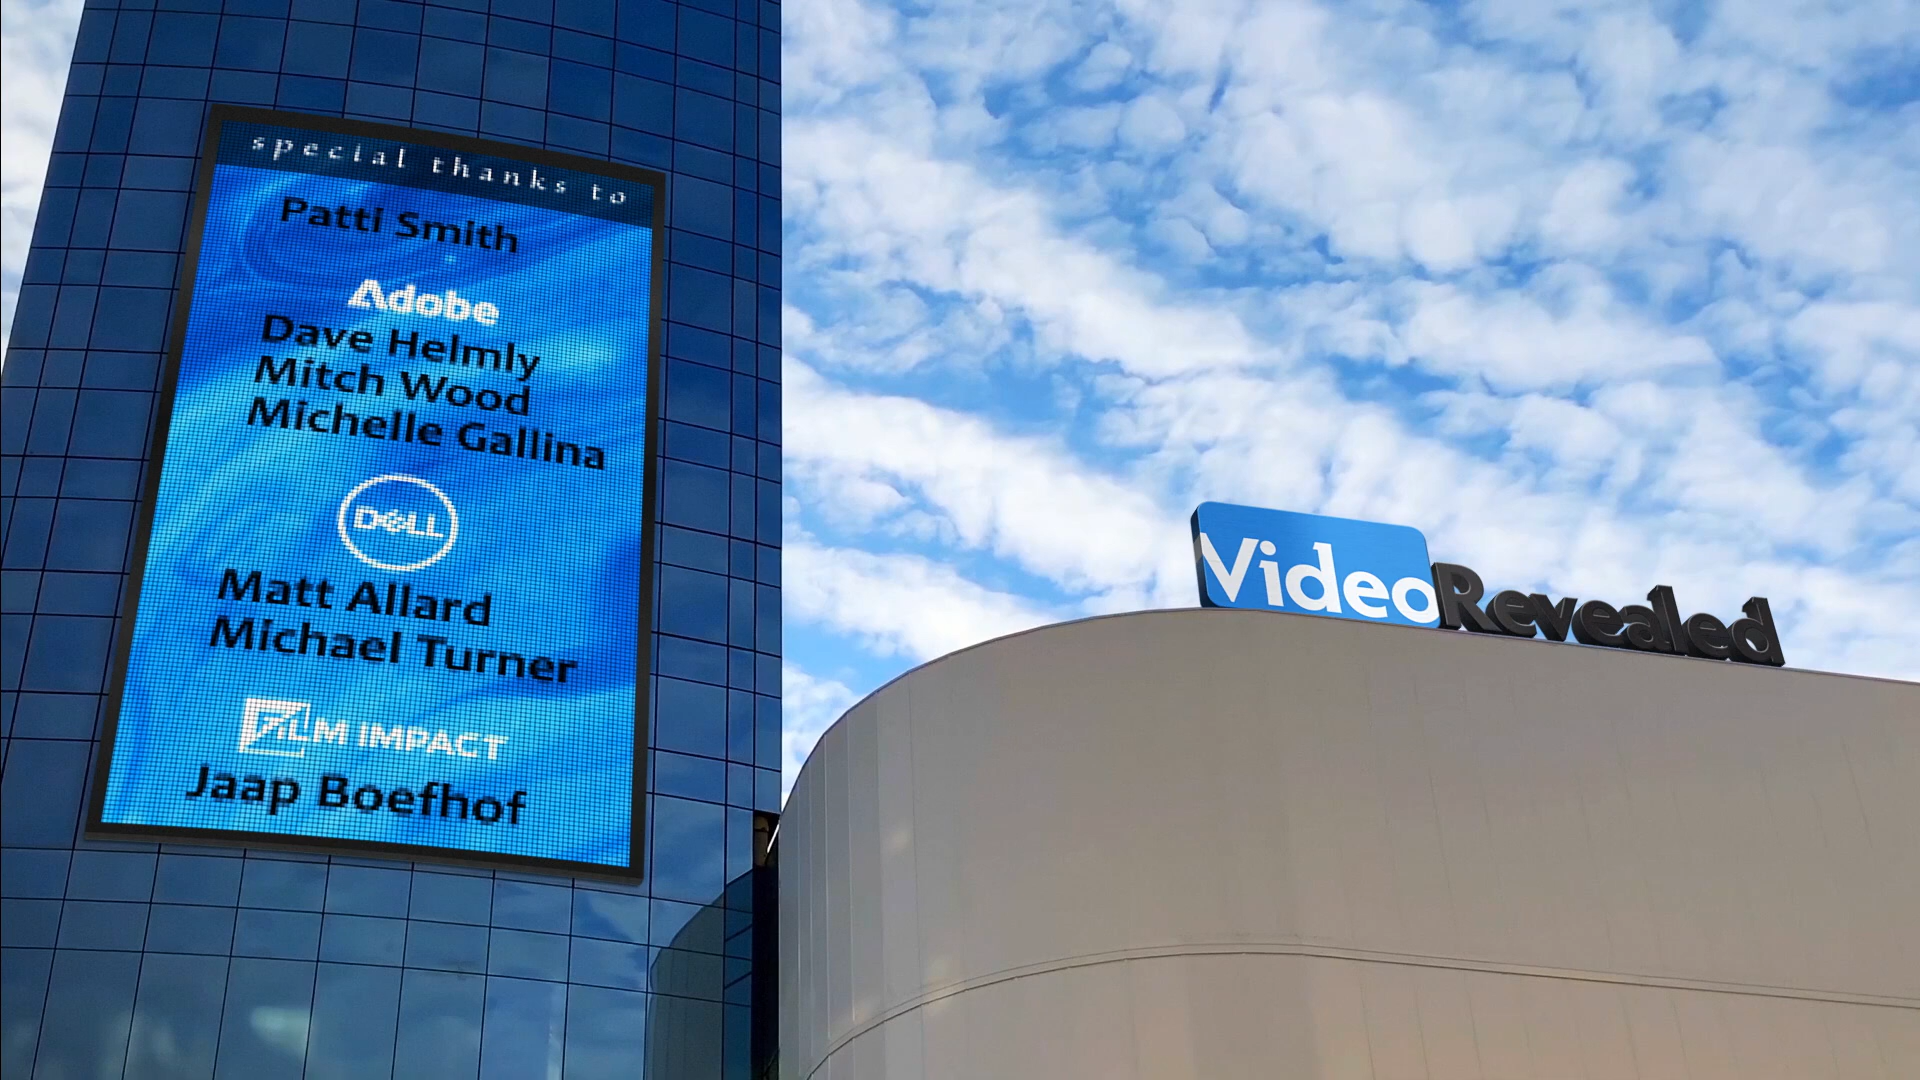 special thanks to
Patti Smith
Adobe
Dave Helmly
Mitch Wood
Michelle Gallina
DELL
Matt Allard
Michael Turner
FILM IMPACT
Jaap Boefhof
VideoRevealed